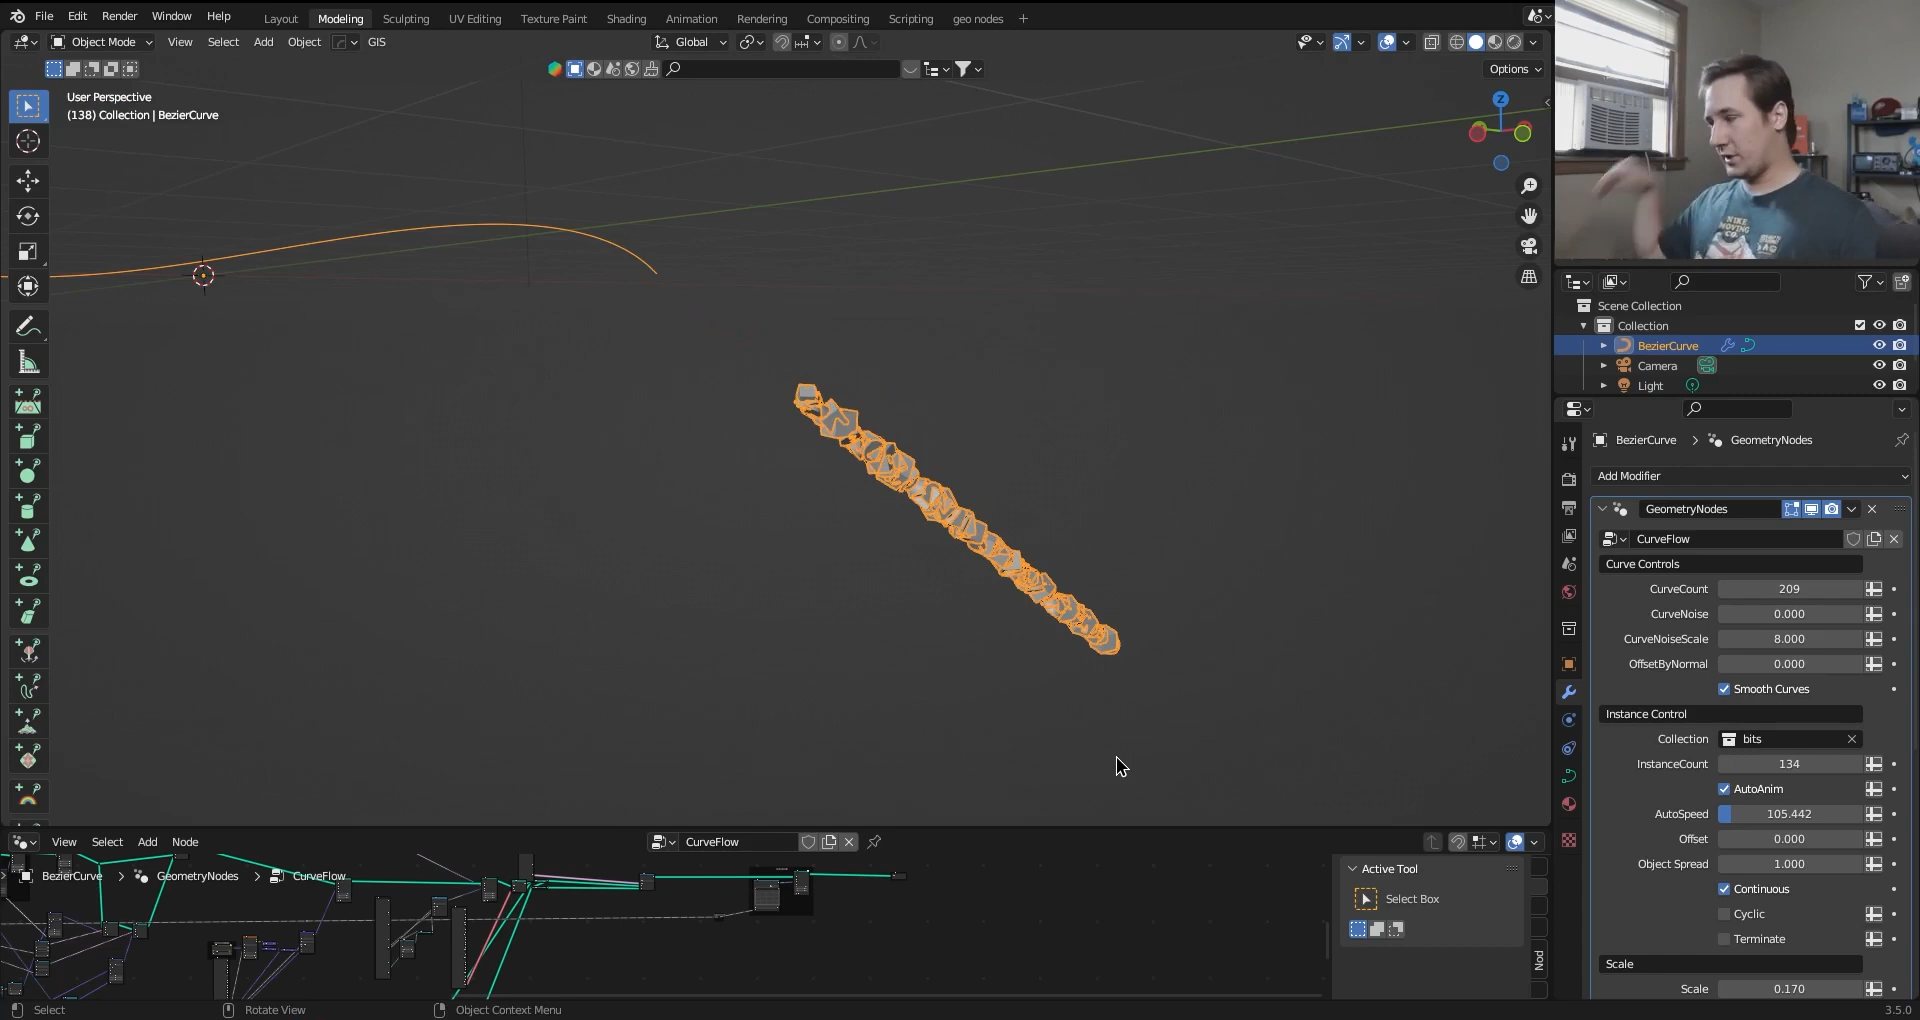 File Edit Render Window Help Layout Modeling Sculpting UV Editing Texture Paint Shading Animation Rendering Compositing Scripting geo nodes +
Object Mode View Select Add Object GIS Global
Options
User Perspective
(138) Collection | BezierCurve
Z
NIKE
MOVING
CO.
Scene Collection
Collection
BezierCurve
Camera
Light
BezierCurve > GeometryNodes
Add Modifier
GeometryNodes
CurveFlow
Curve Controls
CurveCount 209
CurveNoise 0.000
CurveNoiseScale 8.000
OffsetByNormal 0.000
Smooth Curves
Instance Control
Collection bits
InstanceCount 134
AutoAnim
AutoSpeed 105.442
Offset 0.000
Object Spread 1.000
Continuous
Cyclic
Terminate
Scale
Scale 0.170
View Select Add Node CurveFlow
BezierCurve > GeometryNodes > CurveFlow
Active Tool
Select Box
Nod
Select Rotate View Object Context Menu 3.5.0